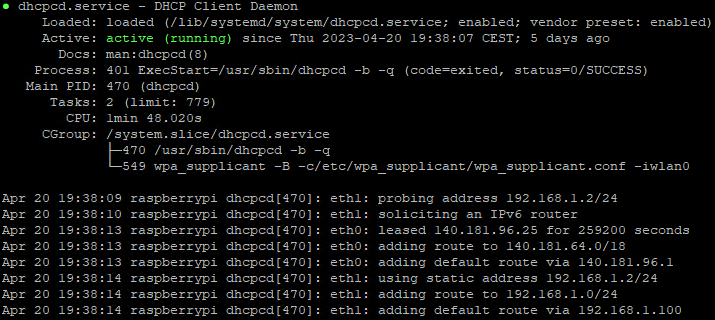 ● dhcpcd.service - DHCP Client Daemon
Loaded: loaded (/lib/systemd/system/dhcpcd.service; enabled; vendor preset: enabled)
Active: active (running) since Thu 2023-04-20 19:38:07 CEST; 5 days ago
Docs: man:dhcpcd(8)
Process: 401 ExecStart=/usr/sbin/dhcpcd -b -q (code=exited, status=0/SUCCESS)
Main PID: 470 (dhcpcd)
Tasks: 2 (limit: 779)
CPU: 1min 48.020s
CGroup: /system.slice/dhcpcd.service
├─470 /usr/sbin/dhcpcd -b -q
└─549 wpa_supplicant -B -c/etc/wpa_supplicant/wpa_supplicant.conf -iwlan0

Apr 20 19:38:09 raspberrypi dhcpcd[470]: eth1: probing address 192.168.1.2/24
Apr 20 19:38:10 raspberrypi dhcpcd[470]: eth1: soliciting an IPv6 router
Apr 20 19:38:13 raspberrypi dhcpcd[470]: eth0: leased 140.181.96.25 for 259200 seconds
Apr 20 19:38:13 raspberrypi dhcpcd[470]: eth0: adding route to 140.181.64.0/18
Apr 20 19:38:13 raspberrypi dhcpcd[470]: eth0: adding default route via 140.181.96.1
Apr 20 19:38:14 raspberrypi dhcpcd[470]: eth1: using static address 192.168.1.2/24
Apr 20 19:38:14 raspberrypi dhcpcd[470]: eth1: adding route to 192.168.1.0/24
Apr 20 19:38:14 raspberrypi dhcpcd[470]: eth1: adding default route via 192.168.1.100